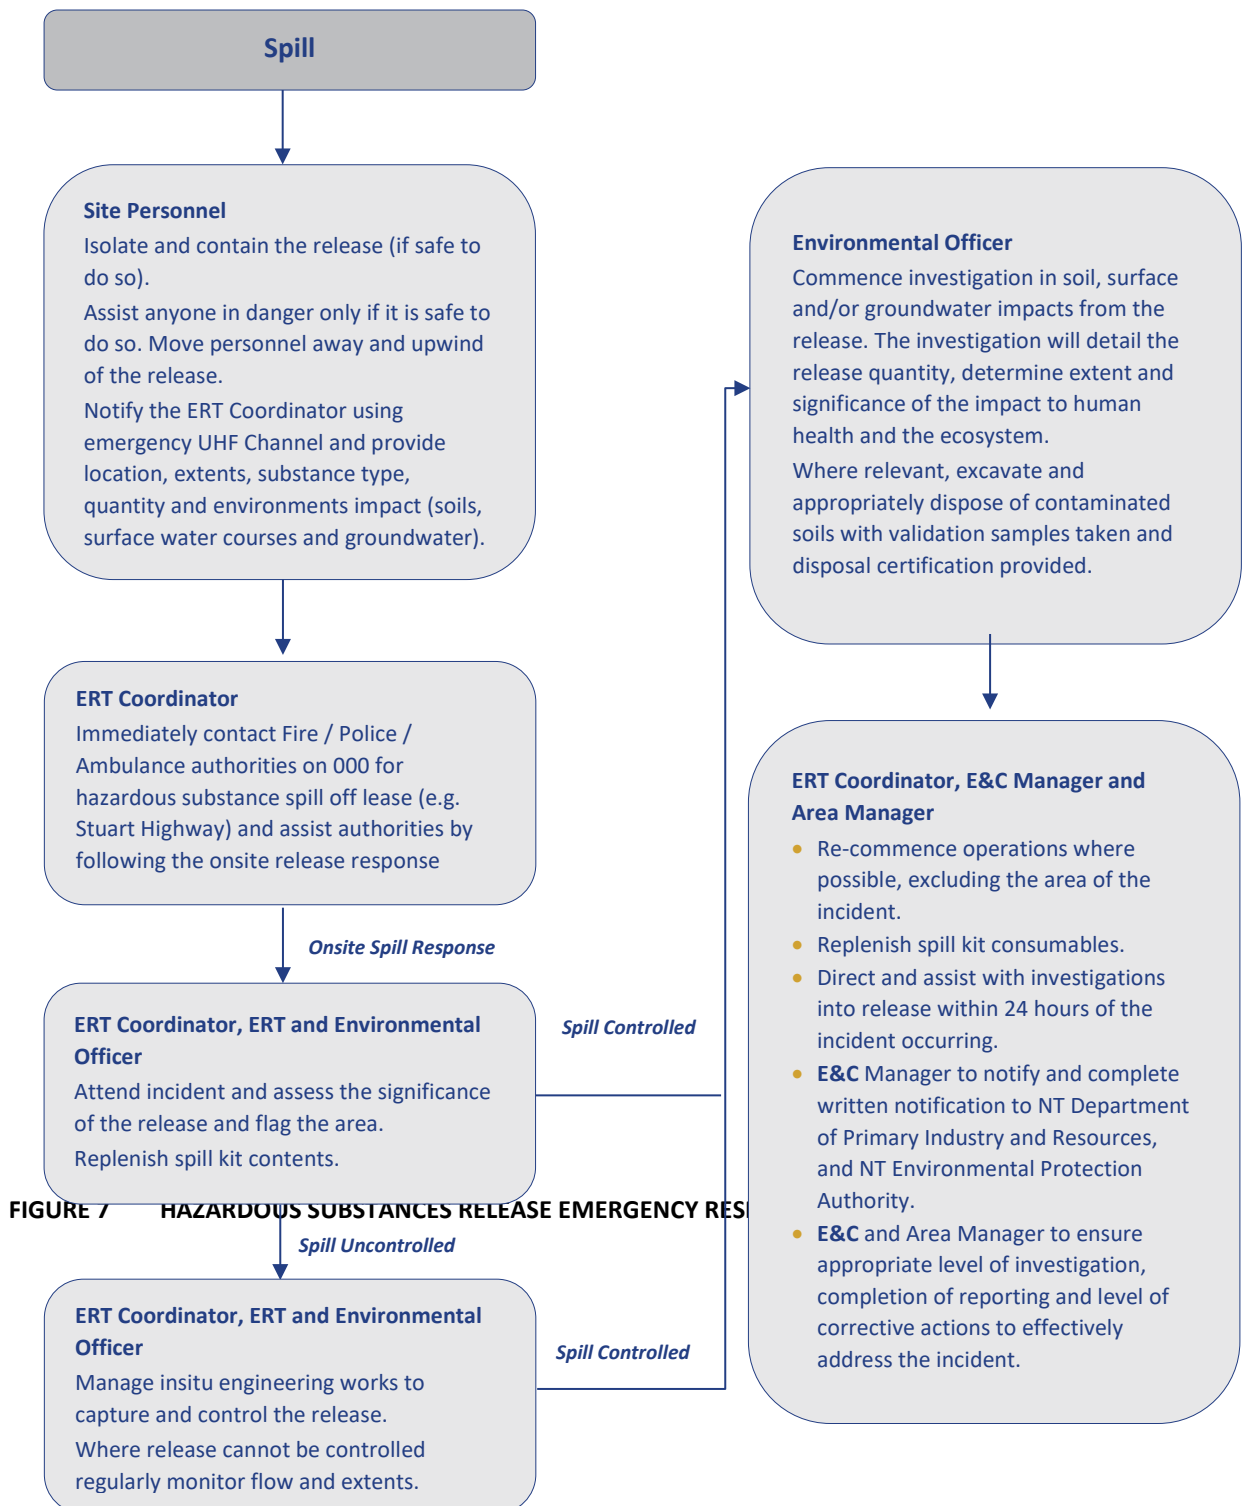 Spill
Site Personnel
Isolate and contain the release (if safe to
do so).
Assist anyone in danger only if it is safe to
do so. Move personnel away and upwind
of the release.
Notify the ERT Coordinator using
emergency UHF Channel and provide
location, extents, substance type,
quantity and environments impact (soils,
surface water courses and groundwater).
ERT Coordinator
Immediately contact Fire / Police /
Ambulance authorities on 000 for
hazardous substance spill off lease (e.g.
Stuart Highway) and assist authorities by
following the onsite release response
Onsite Spill Response
ERT Coordinator, ERT and Environmental
Officer
Attend incident and assess the significance
of the release and flag the area.
Replenish spill kit contents.
Spill Controlled
FIGURE 7 HAZARDOUS SUBSTANCES RELEASE EMERGENCY
Spill Uncontrolled
ERT Coordinator, ERT and Environmental
Officer
Manage insitu engineering works to
capture and control the release.
Where release cannot be controlled
regularly monitor flow and extents.
Spill Controlled
Environmental Officer
Commence investigation in soil, surface
and/or groundwater impacts from the
release. The investigation will detail the
release quantity, determine extent and
significance of the impact to human
health and the ecosystem.
Where relevant, excavate and
appropriately dispose of contaminated
soils with validation samples taken and
disposal certification provided.
ERT Coordinator, E&C Manager and
Area Manager
• Re-commence operations where
possible, excluding the area of the
incident.
• Replenish spill kit consumables.
• Direct and assist with investigations
into release within 24 hours of the
incident occurring.
• E&C Manager to notify and complete
written notification to NT Department
of Primary Industry and Resources,
and NT Environmental Protection
Authority.
• E&C and Area Manager to ensure
appropriate level of investigation,
completion of reporting and level of
corrective actions to effectively
address the incident.